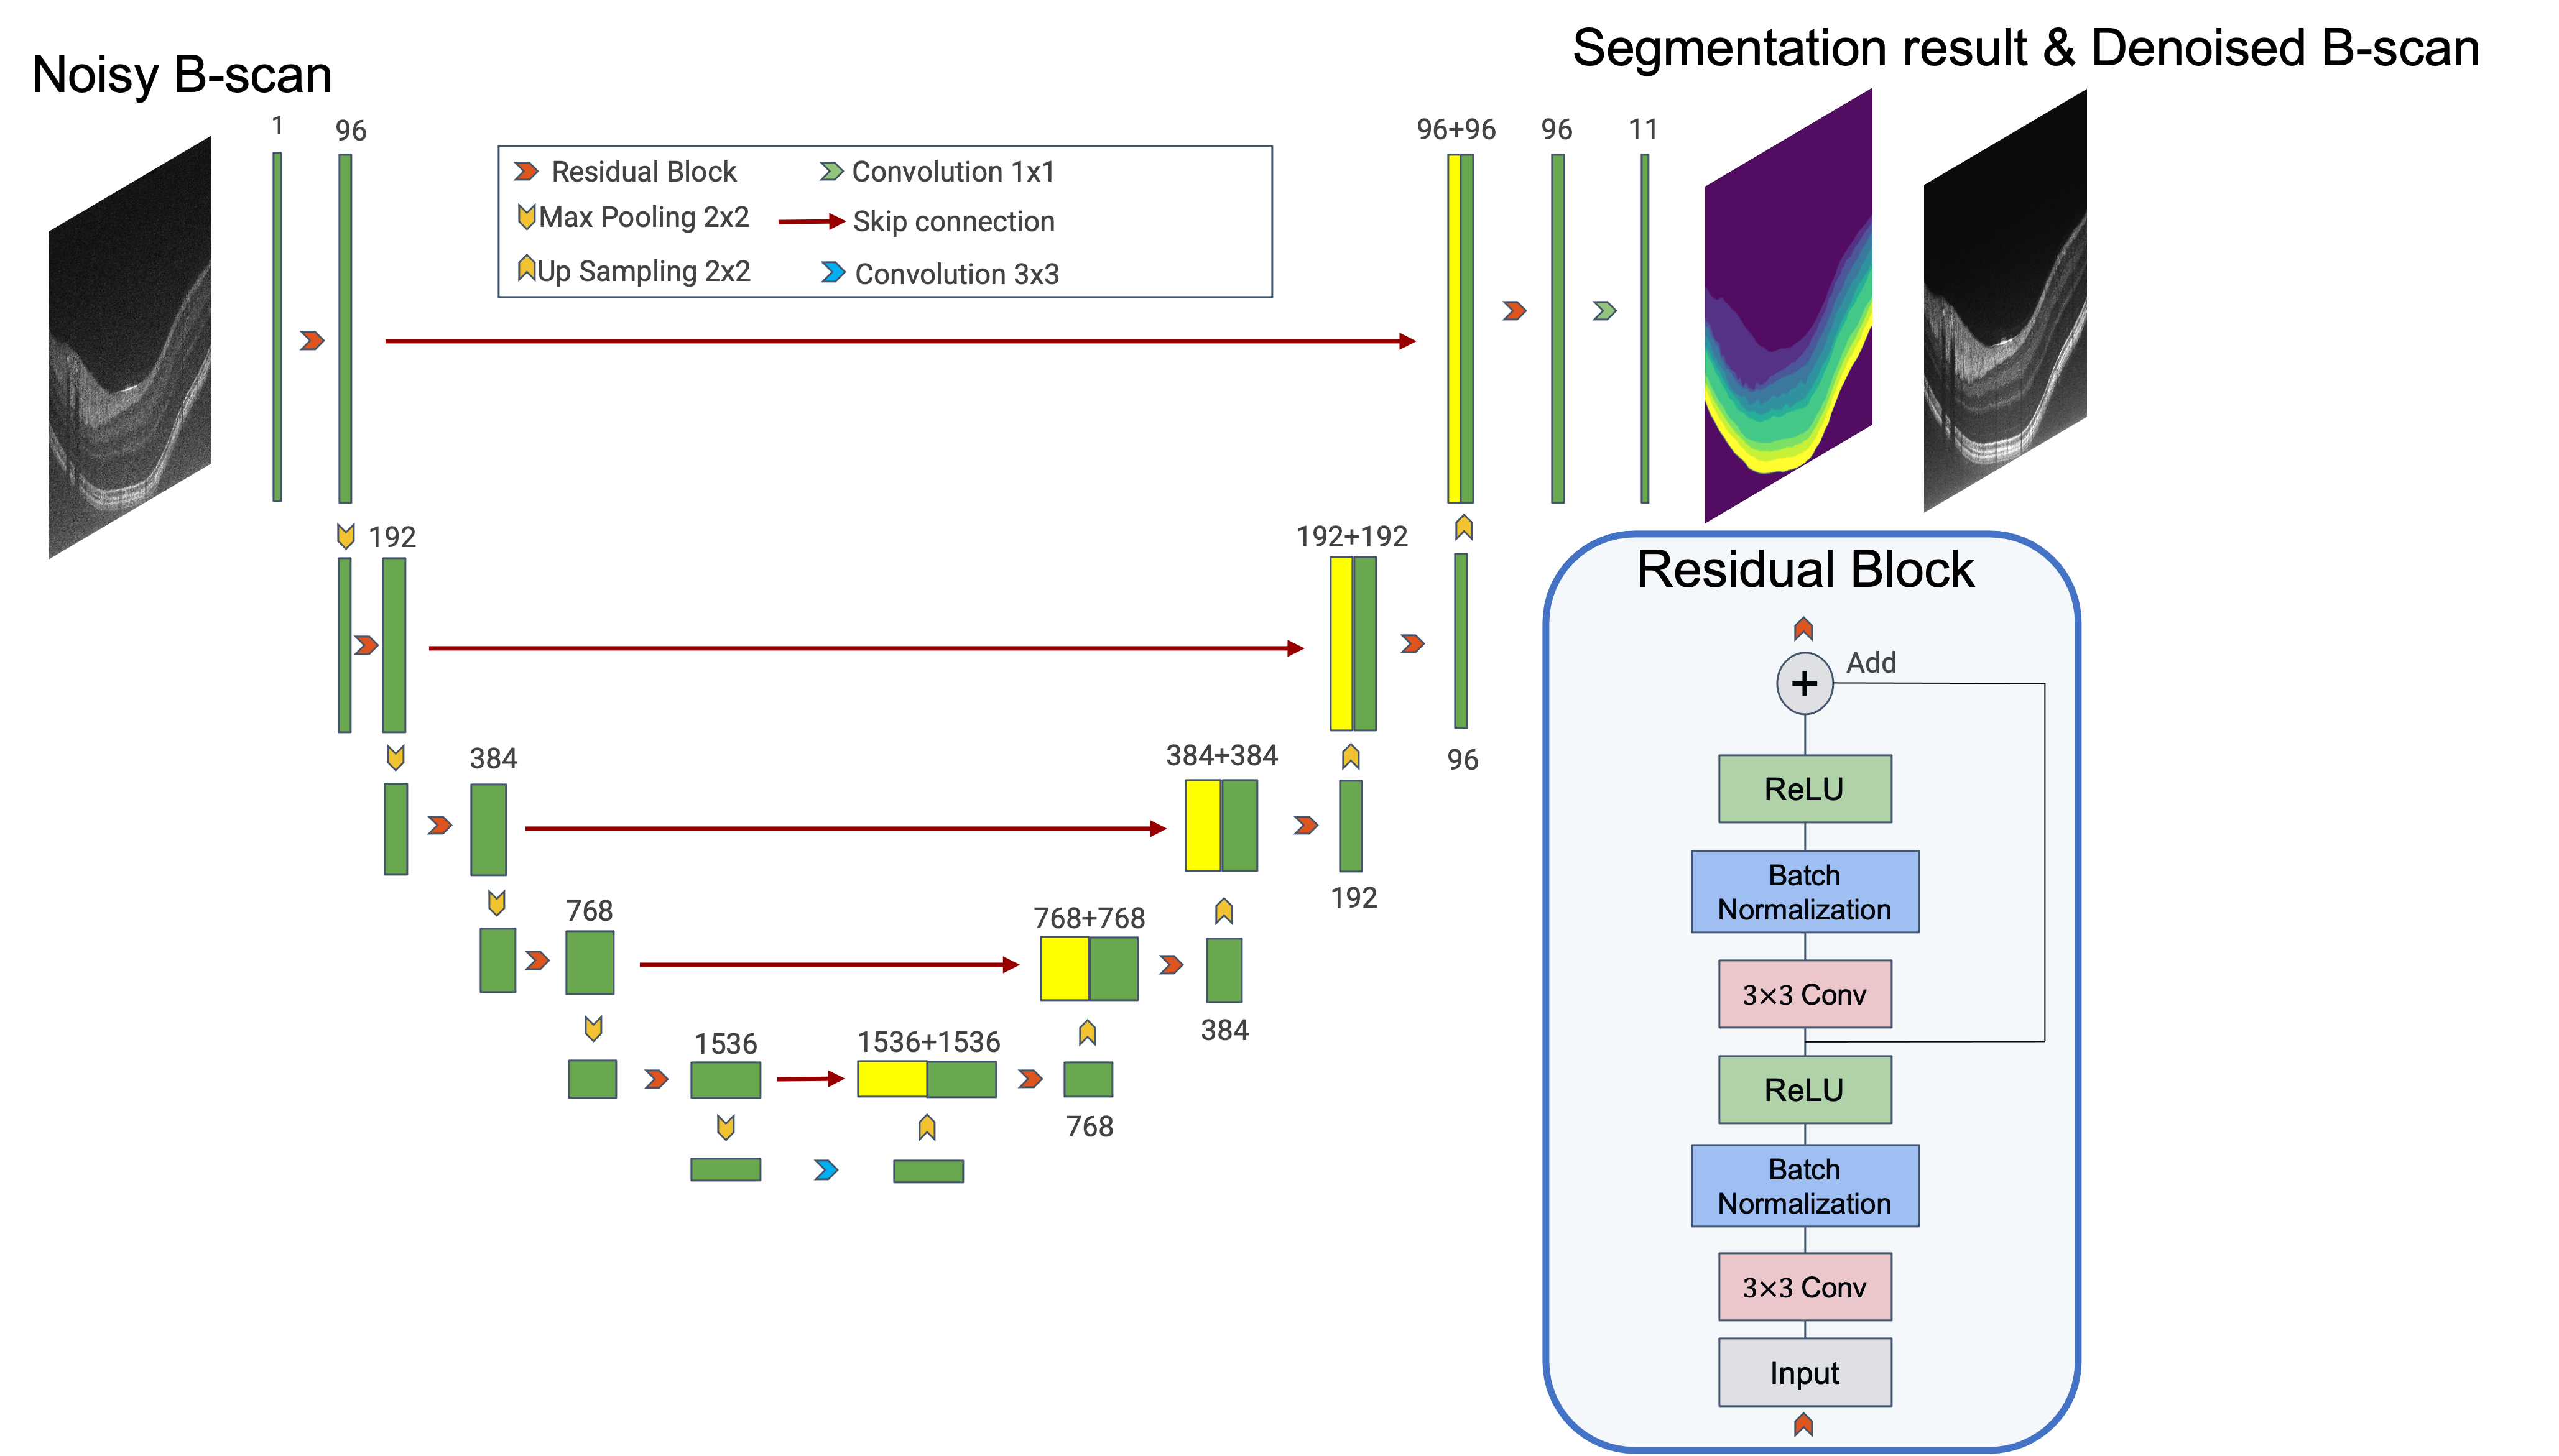 Noisy B-scan
Segmentation result & Denoised B-scan
1
96
96+96
96
11
Residual Block
Convolution 1x1
Max Pooling 2x2
Skip connection
Up Sampling 2x2
Convolution 3x3
192
192+192
96
384
384+384
192
768
768+768
384
1536
1536+1536
768
Residual Block
+
Add
ReLU
Batch
Normalization
3×3 Conv
ReLU
Batch
Normalization
3×3 Conv
Input